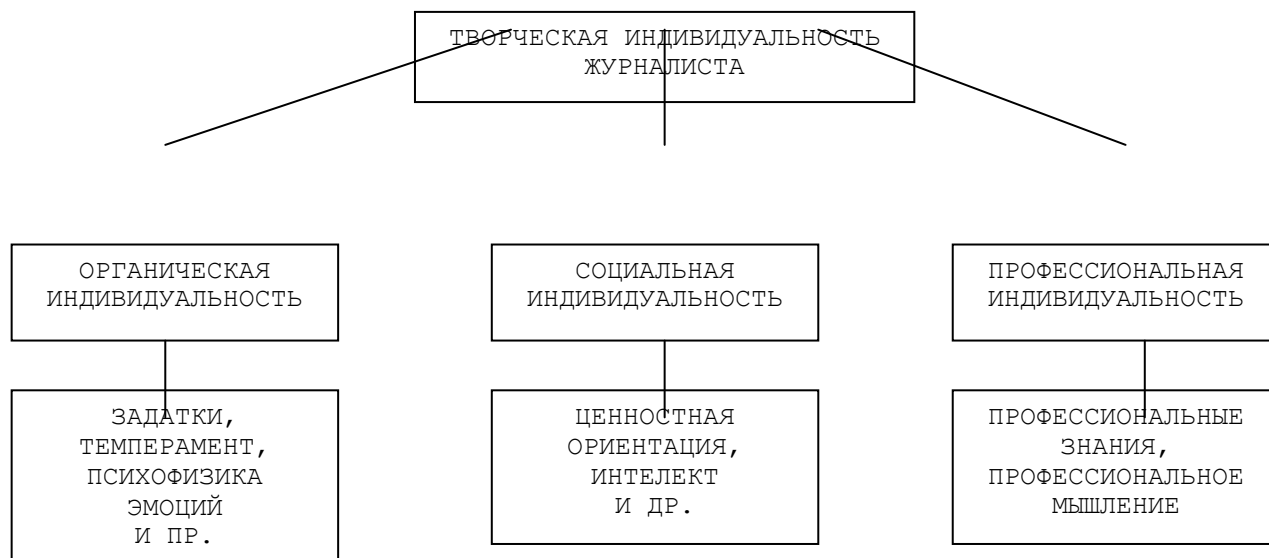 ТВОРЧЕСКАЯ ИНДИВИДУАЛЬНОСТЬ
ЖУРНАЛИСТА
ОРГАНИЧЕСКАЯ
ИНДИВИДУАЛЬНОСТЬ
СОЦИАЛЬНАЯ
ИНДИВИДУАЛЬНОСТЬ
ПРОФЕССИОНАЛЬНАЯ
ИНДИВИДУАЛЬНОСТЬ
ЗАДАТКИ,
ТЕМПЕРАМЕНТ,
ПСИХОФИЗИКА
ЭМОЦИЙ
И ПР.
ЦЕННОСТНАЯ
ОРИЕНТАЦИЯ,
ИНТЕЛЕКТ
И ДР.
ПРОФЕССИОНАЛЬНЫЕ
ЗНАНИЯ,
ПРОФЕССИОНАЛЬНОЕ
МЫШЛЕНИЕ